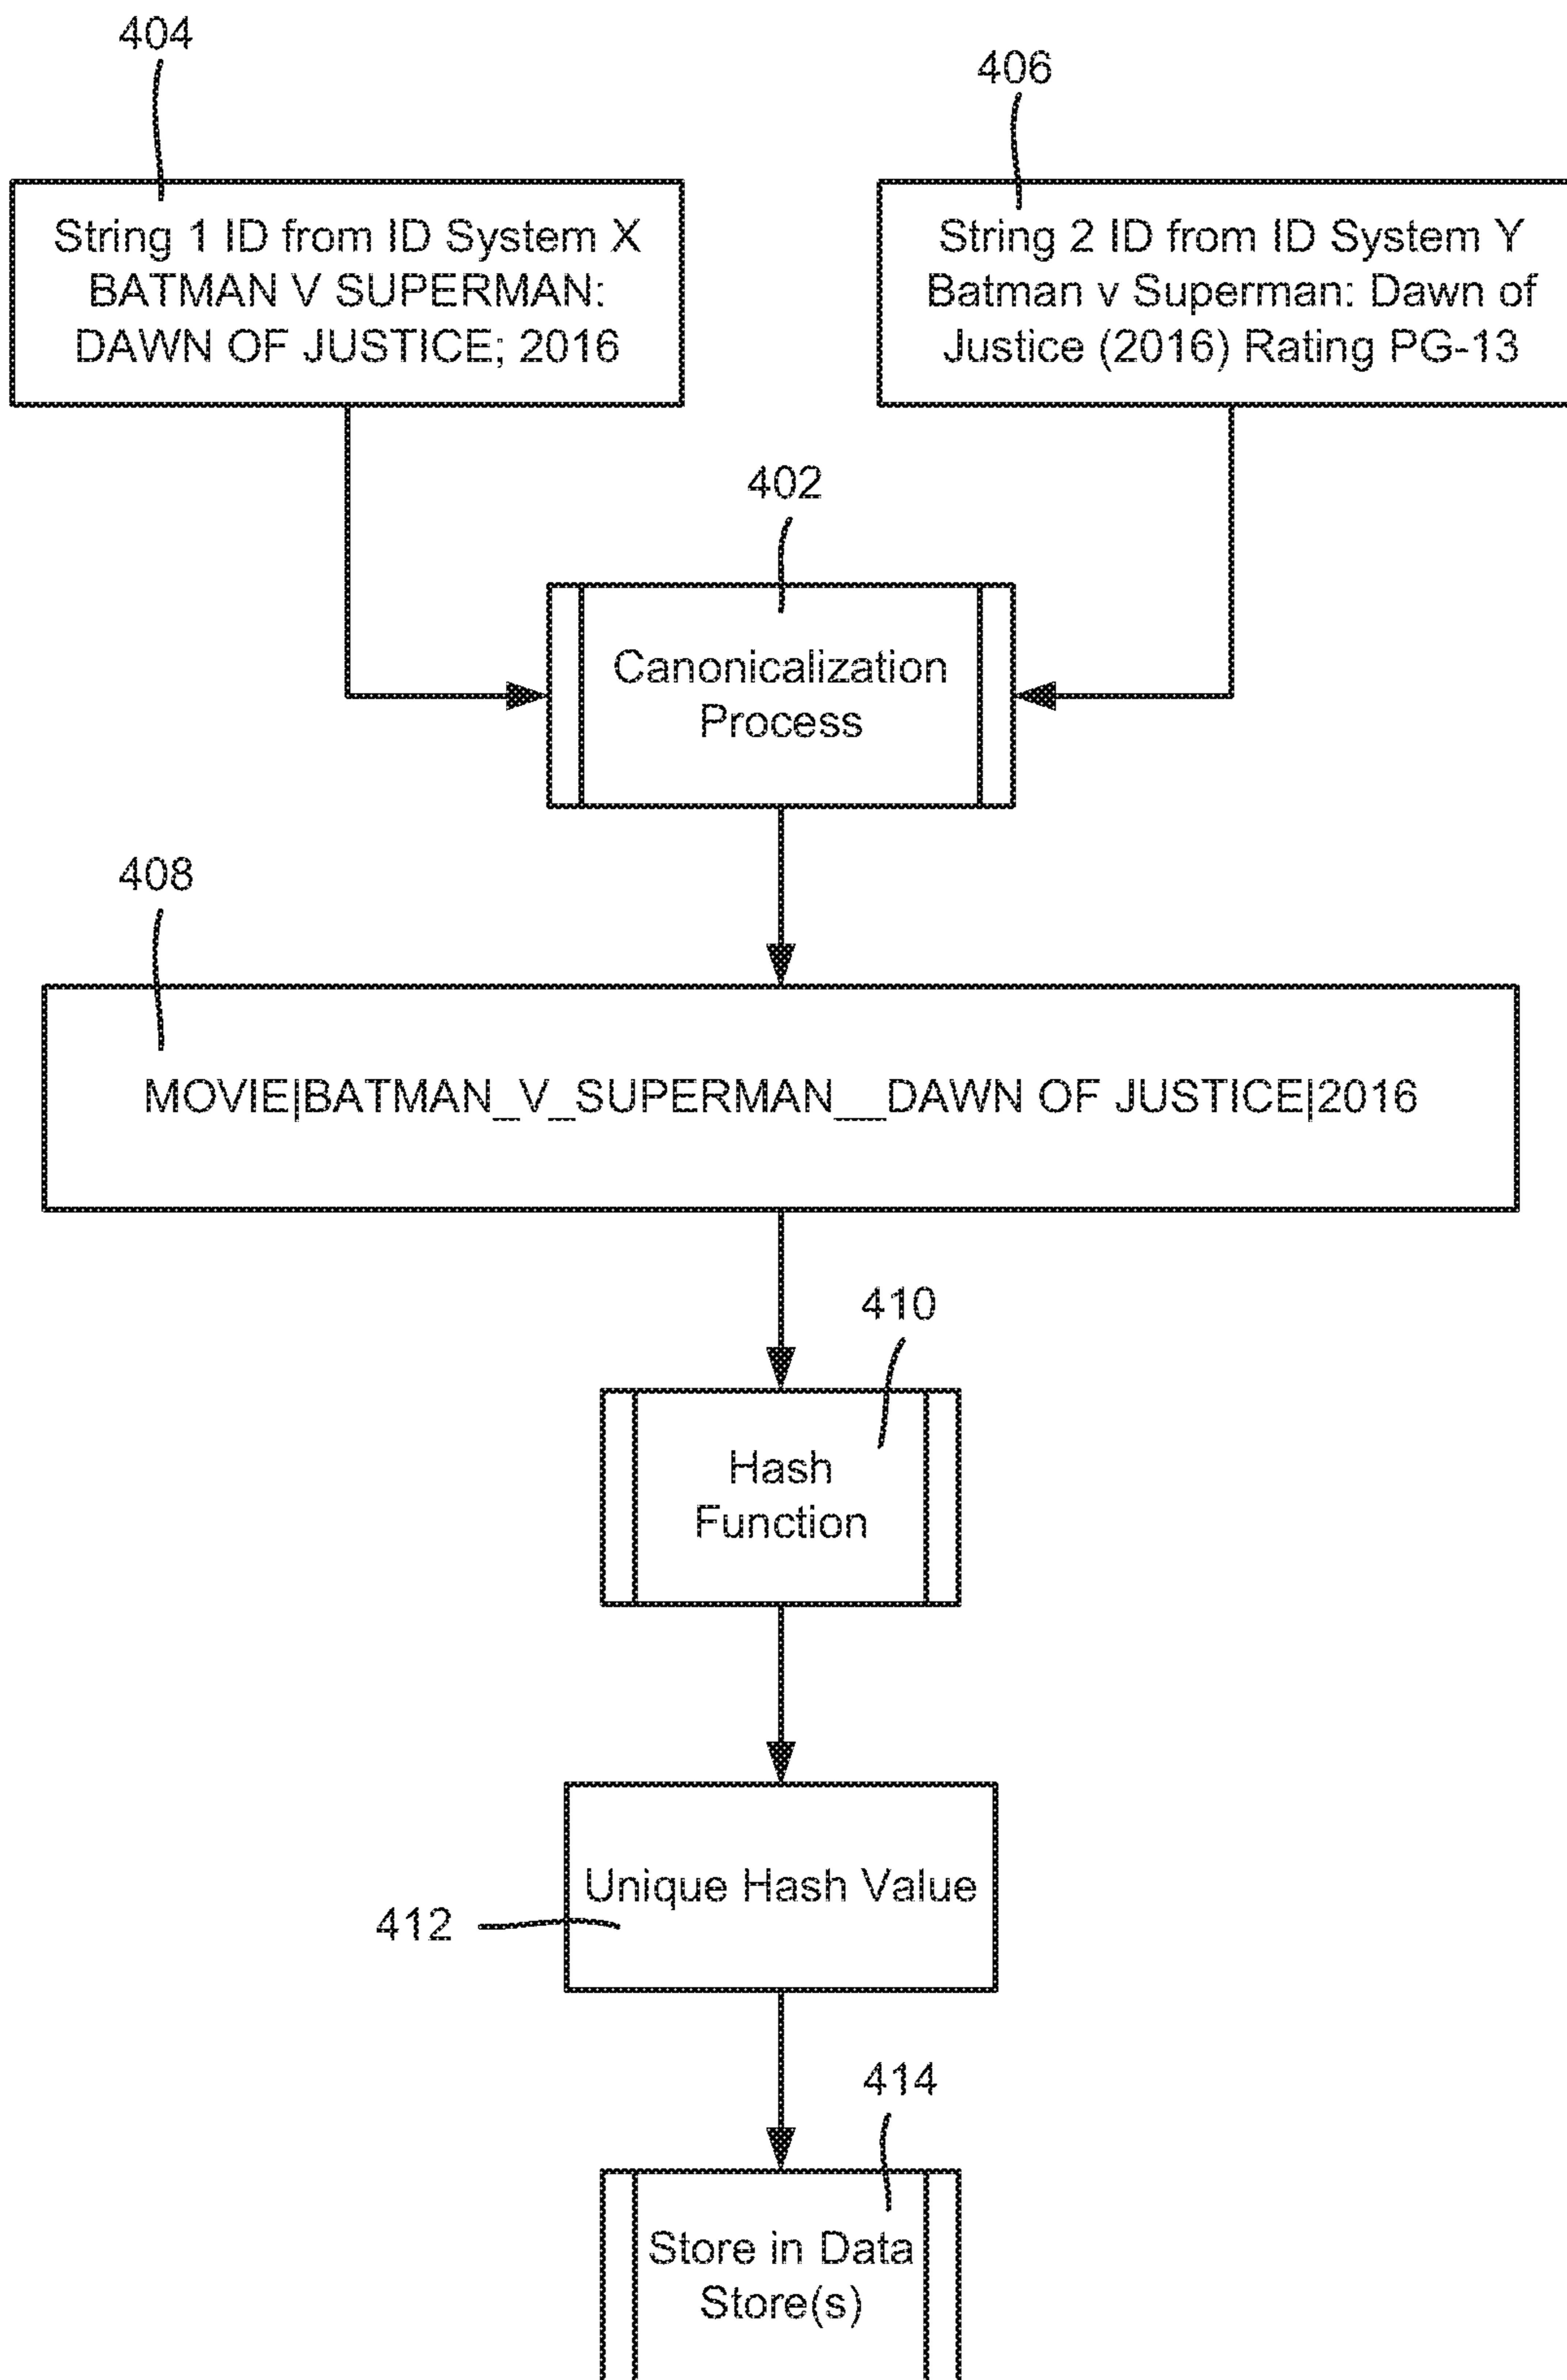 404
406
String 1 ID from ID System X
BATMAN V SUPERMAN:
DAWN OF JUSTICE; 2016
String 2 ID from ID System Y
Batman v Superman: Dawn of
Justice (2016) Rating PG-13
402
Canonicalization
Process
408
MOVIE|BATMAN_V_SUPERMAN__DAWN OF JUSTICE|2016
410
Hash
Function
Unique Hash Value
412
414
Store in Data
Store(s)